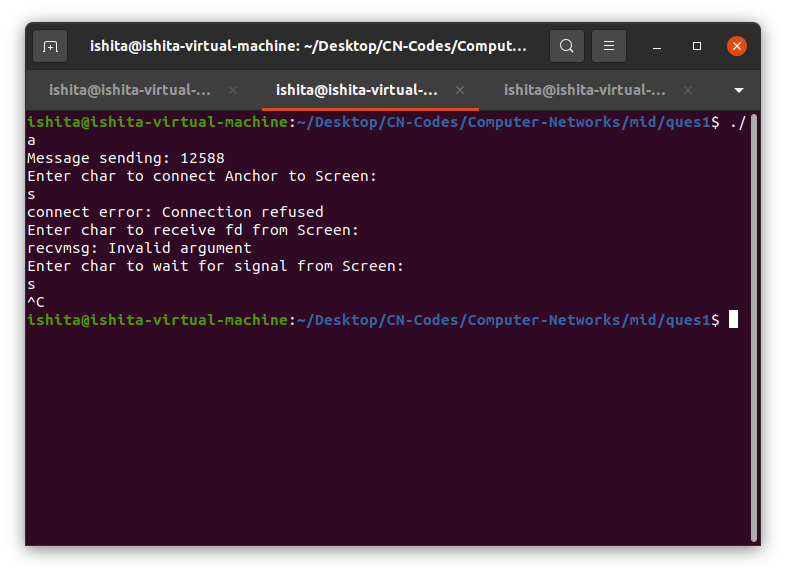 ishita@ishita-virtual-machine: ~/Desktop/CN-Codes/Comput...
ishita@ishita-virtual-...
ishita@ishita-virtual-...
ishita@ishita-virtual-...
ishita@ishita-virtual-machine:~/Desktop/CN-Codes/Computer-Networks/mid/ques1$ ./
a
Message sending: 12588
Enter char to connect Anchor to Screen:
s
connect error: Connection refused
Enter char to receive fd from Screen:
recvmsg: Invalid argument
Enter char to wait for signal from Screen:
s
^C
ishita@ishita-virtual-machine:~/Desktop/CN-Codes/Computer-Networks/mid/ques1$